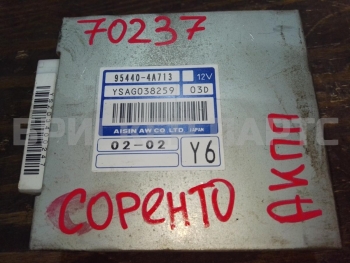 70237
95440-4A713 12V
YSAG038259 03D
AISIN AW CO LTD JAPAN
02-02 Y6
СОРЕНТО
АКПП